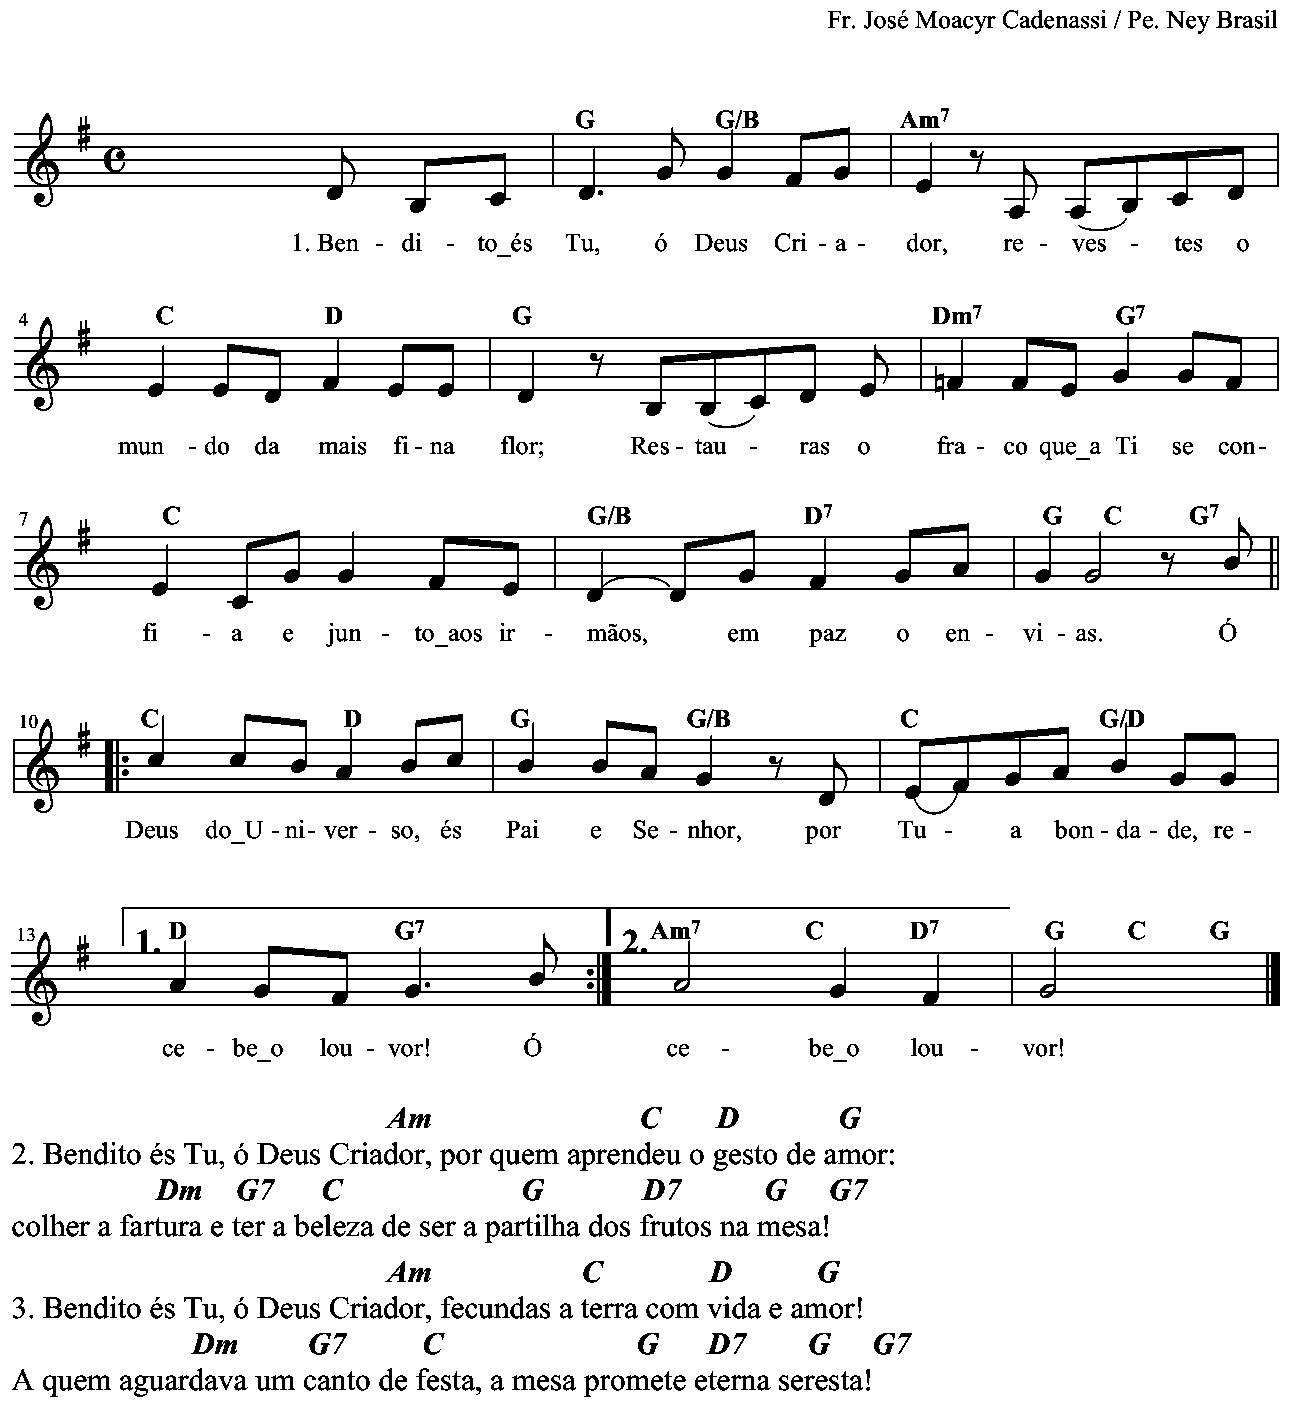 Fr. José Moacyr Cadenassi / Pe. Ney Brasil
G G/B Am7
1. Ben - di - to_és Tu, ó Deus Cri - a - dor, re - ves - tes o
4 C D G Dm7 G7
mun - do da mais fi - na flor; Res - tau - ras o fra - co que_a Ti se con-
7 C G/B D7 G C G7
fi - a e jun - to_aos ir - mãos, em paz o en - vi - as. Ó
10 C D G G/B C G/D
Deus do_U - ni - ver - so, és Pai e Se - nhor, por Tu - a bon - da - de, re -
13 1. D G7 2. Am7 C D7 G C G
ce - be_o lou - vor! Ó ce - be_o lou - vor!
Am C D G
2. Bendito és Tu, ó Deus Criador, por quem aprendeu o gesto de amor:
Dm G7 C G D7 G G7
colher a fartura e ter a beleza de ser a partilha dos frutos na mesa!
Am C D G
3. Bendito és Tu, ó Deus Criador, fecundas a terra com vida e amor!
Dm G7 C G D7 G G7
A quem aguardava um canto de festa, a mesa promete eterna seresta!